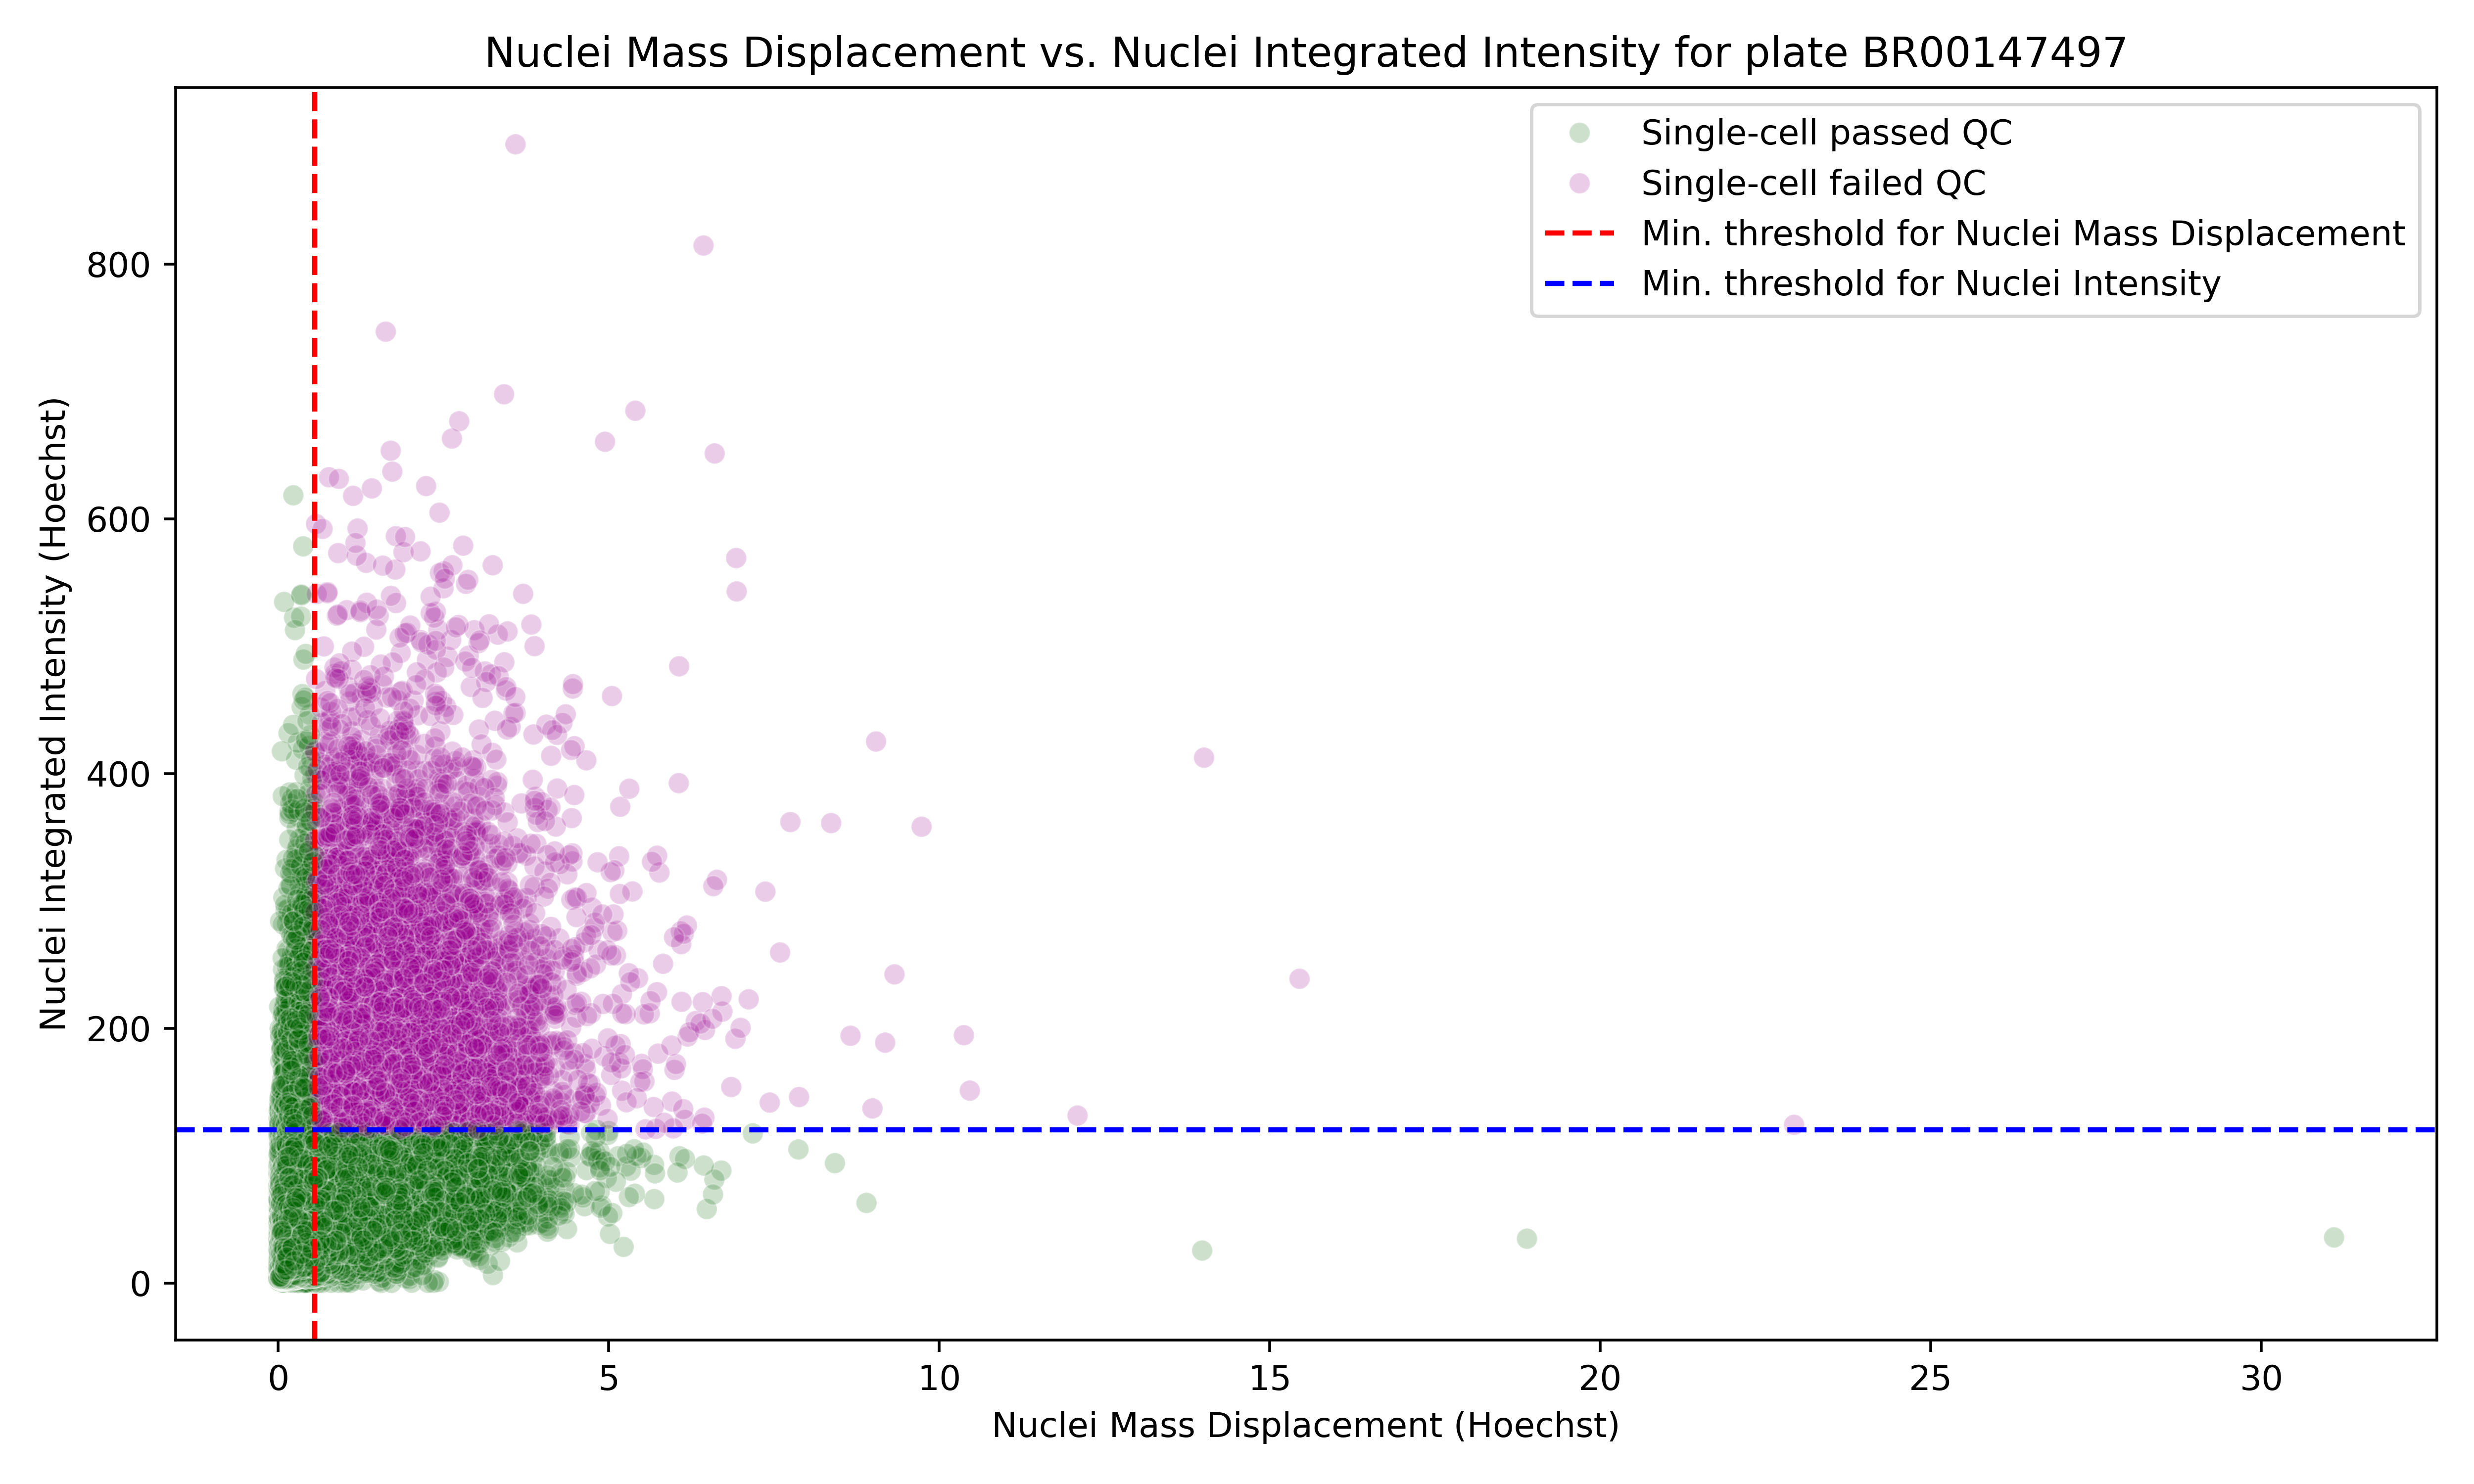 Nuclei Mass Displacement vs. Nuclei Integrated Intensity for plate BR00147497
Single-cell passed QC
Single-cell failed QC
Min. threshold for Nuclei Mass Displacement
Min. threshold for Nuclei Intensity
Nuclei Integrated Intensity (Hoechst)
800
600
400
200
0
0 5 10 15 20 25 30
Nuclei Mass Displacement (Hoechst)